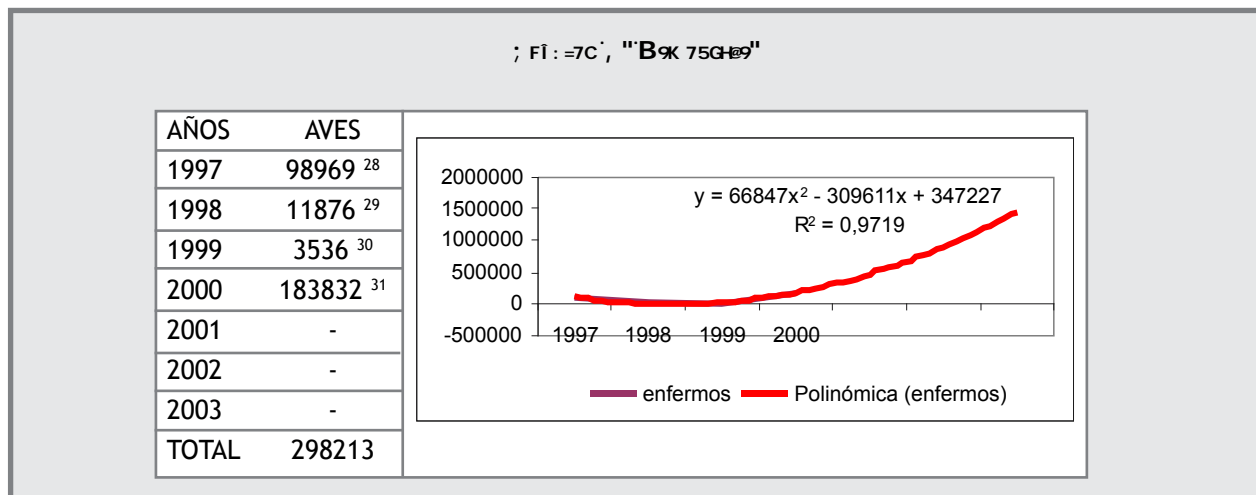 AÑOS AVES
1997 98969 28
1998 11876 29
1999 3536 30
2000 183832 31
2001 -
2002 -
2003 -
TOTAL 298213
2000000
1500000
1000000
500000
0
-500000
y = 66847x² - 309611x + 347227
R² = 0,9719
1997 1998 1999 2000
enfermos Polinómica (enfermos)